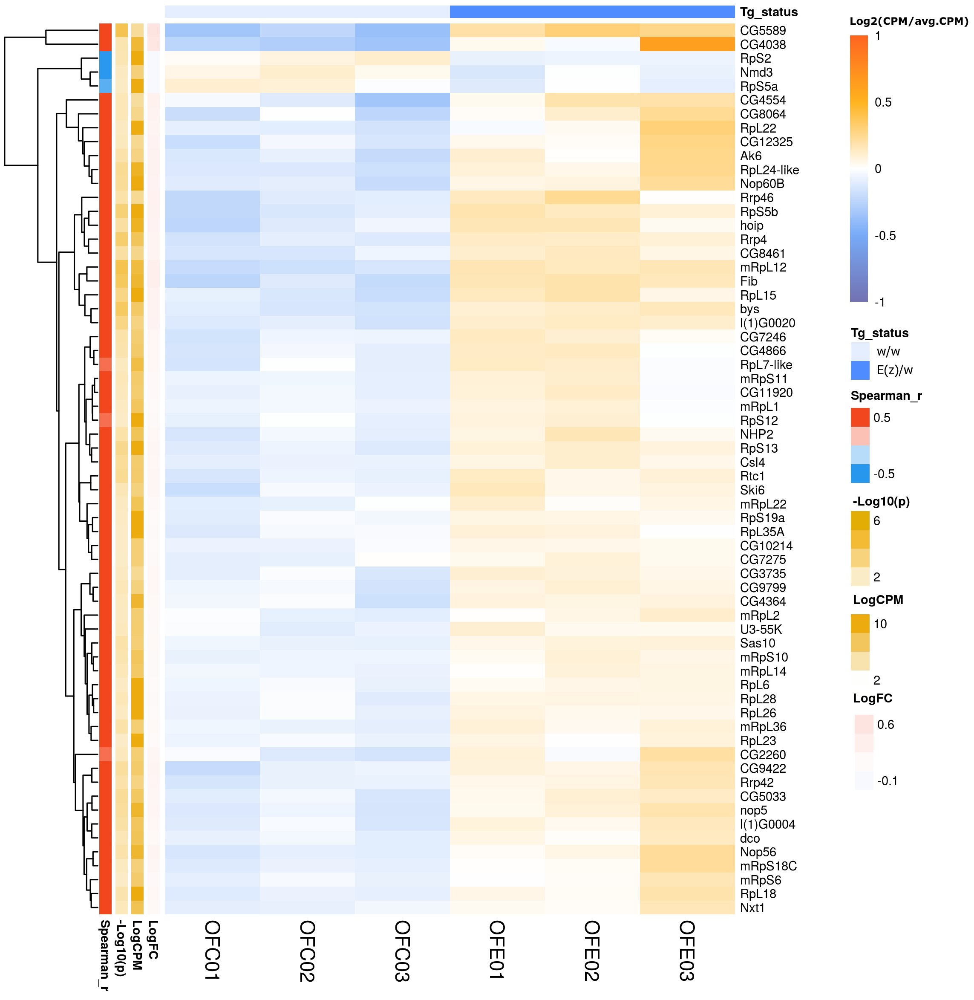 Tg_status
CG5589
CG4038
RpS2
Nmd3
RpS5a
CG4554
CG8064
RpL22
CG12325
Ak6
RpL24-like
Nop60B
Rrp46
RpS5b
hoip
Rrp4
CG8461
mRpL12
Fib
RpL15
bys
l(1)G0020
CG7246
CG4866
RpL7-like
mRpS11
CG11920
mRpL1
RpS12
NHP2
RpS13
Csl4
Rtc1
Ski6
mRpL22
RpS19a
RpL35A
CG10214
CG7275
CG3735
CG9799
CG4364
mRpL2
U3-55K
Sas10
mRpS10
mRpL14
RpL6
RpL28
RpL26
mRpL36
RpL23
CG2260
CG9422
Rrp42
CG5033
nop5
l(1)G0004
dco
Nop56
mRpS18C
mRpS6
RpL18
Nxt1
Spearman_r
-Log10(p)
LogCPM
LogFC
OFC01
OFC02
OFC03
OFE01
OFE02
OFE03
Log2(CPM/avg.CPM)
1
0.5
0
-0.5
-1
Tg_status
w/w
E(z)/w
Spearman_r
0.5
-0.5
-Log10(p)
6
2
LogCPM
10
2
LogFC
0.6
-0.1